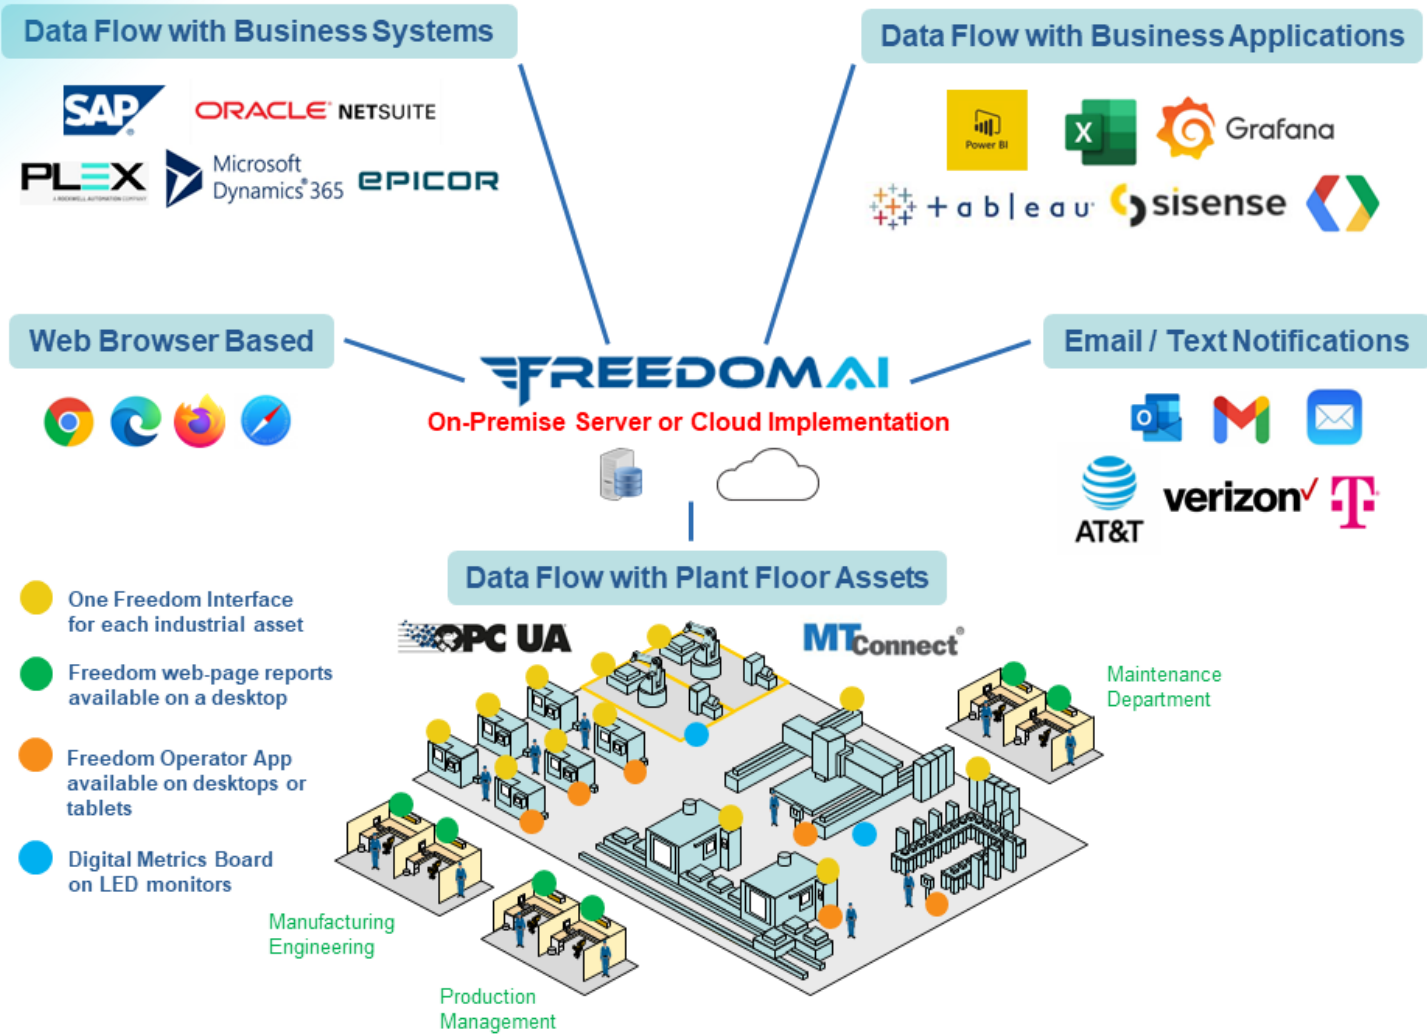 Data Flow with Business Systems
SAP
ORACLE NETSUITE
PLEX
A ROCKWELL AUTOMATION COMPANY
Microsoft
Dynamics 365
EPICOR
Data Flow with Business Applications
Power BI
X
Grafana
+ableau
sisense
Web Browser Based
FREEDOMAI
On-Premise Server or Cloud Implementation
Email / Text Notifications
AT&T
verizon
T
Data Flow with Plant Floor Assets
OPC UA
MTConnect
One Freedom Interface
for each industrial asset
Freedom web-page reports
available on a desktop
Freedom Operator App
available on desktops or
tablets
Digital Metrics Board
on LED monitors
Maintenance
Department
Manufacturing
Engineering
Production
Management